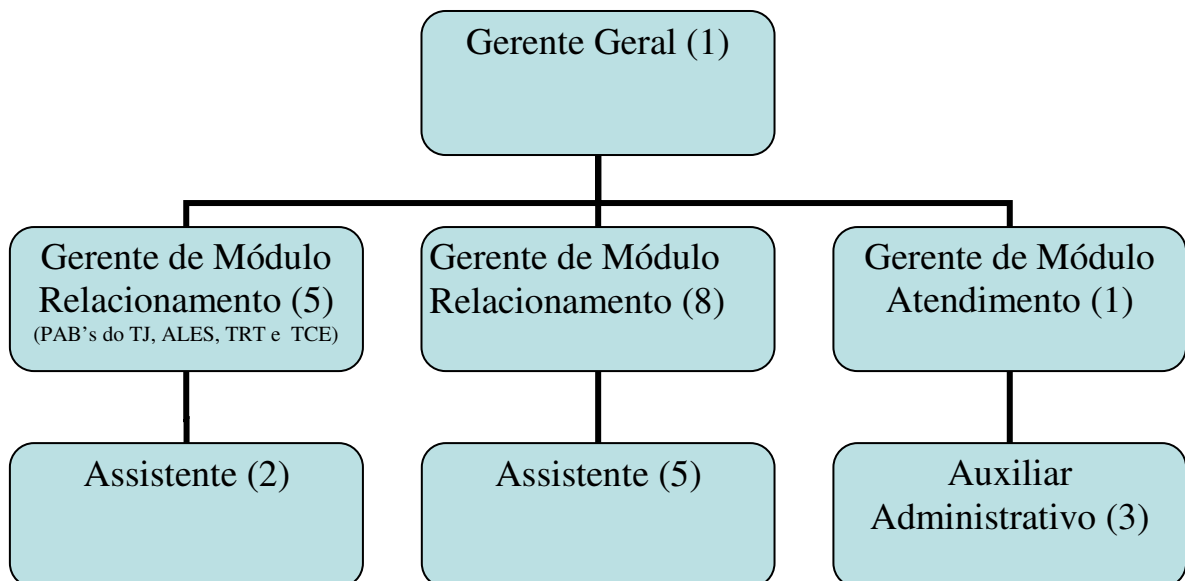 Gerente Geral (1)
Gerente de Módulo
Relacionamento (5)
(PAB’s do TJ, ALES, TRT e TCE)
Gerente de Módulo
Relacionamento (8)
Gerente de Módulo
Atendimento (1)
Assistente (2)
Assistente (5)
Auxiliar
Administrativo (3)